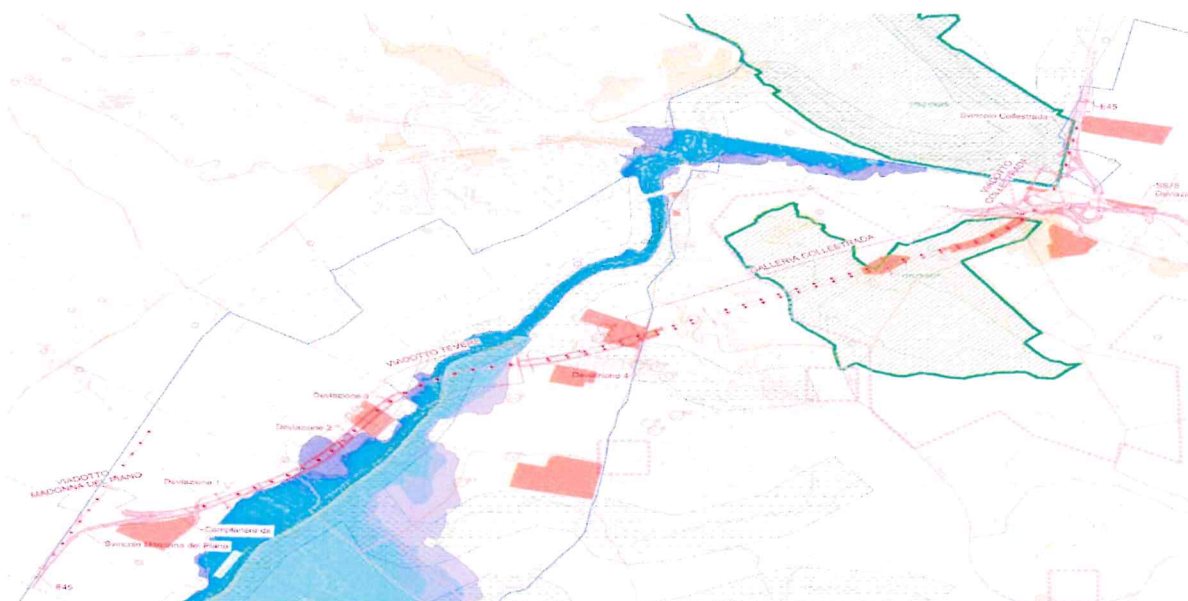 E45
Svincolo Collestrada
VIADOTTO
COLLESTRADA
GALLERIA COLLESTRADA
VIADOTTO TEVERE
Deviazione 4
Deviazione 3
Deviazione 2
VIADOTTO
MADONNA DEL PIANO
Deviazione 1
Svincolo Madonna del Piano
E45